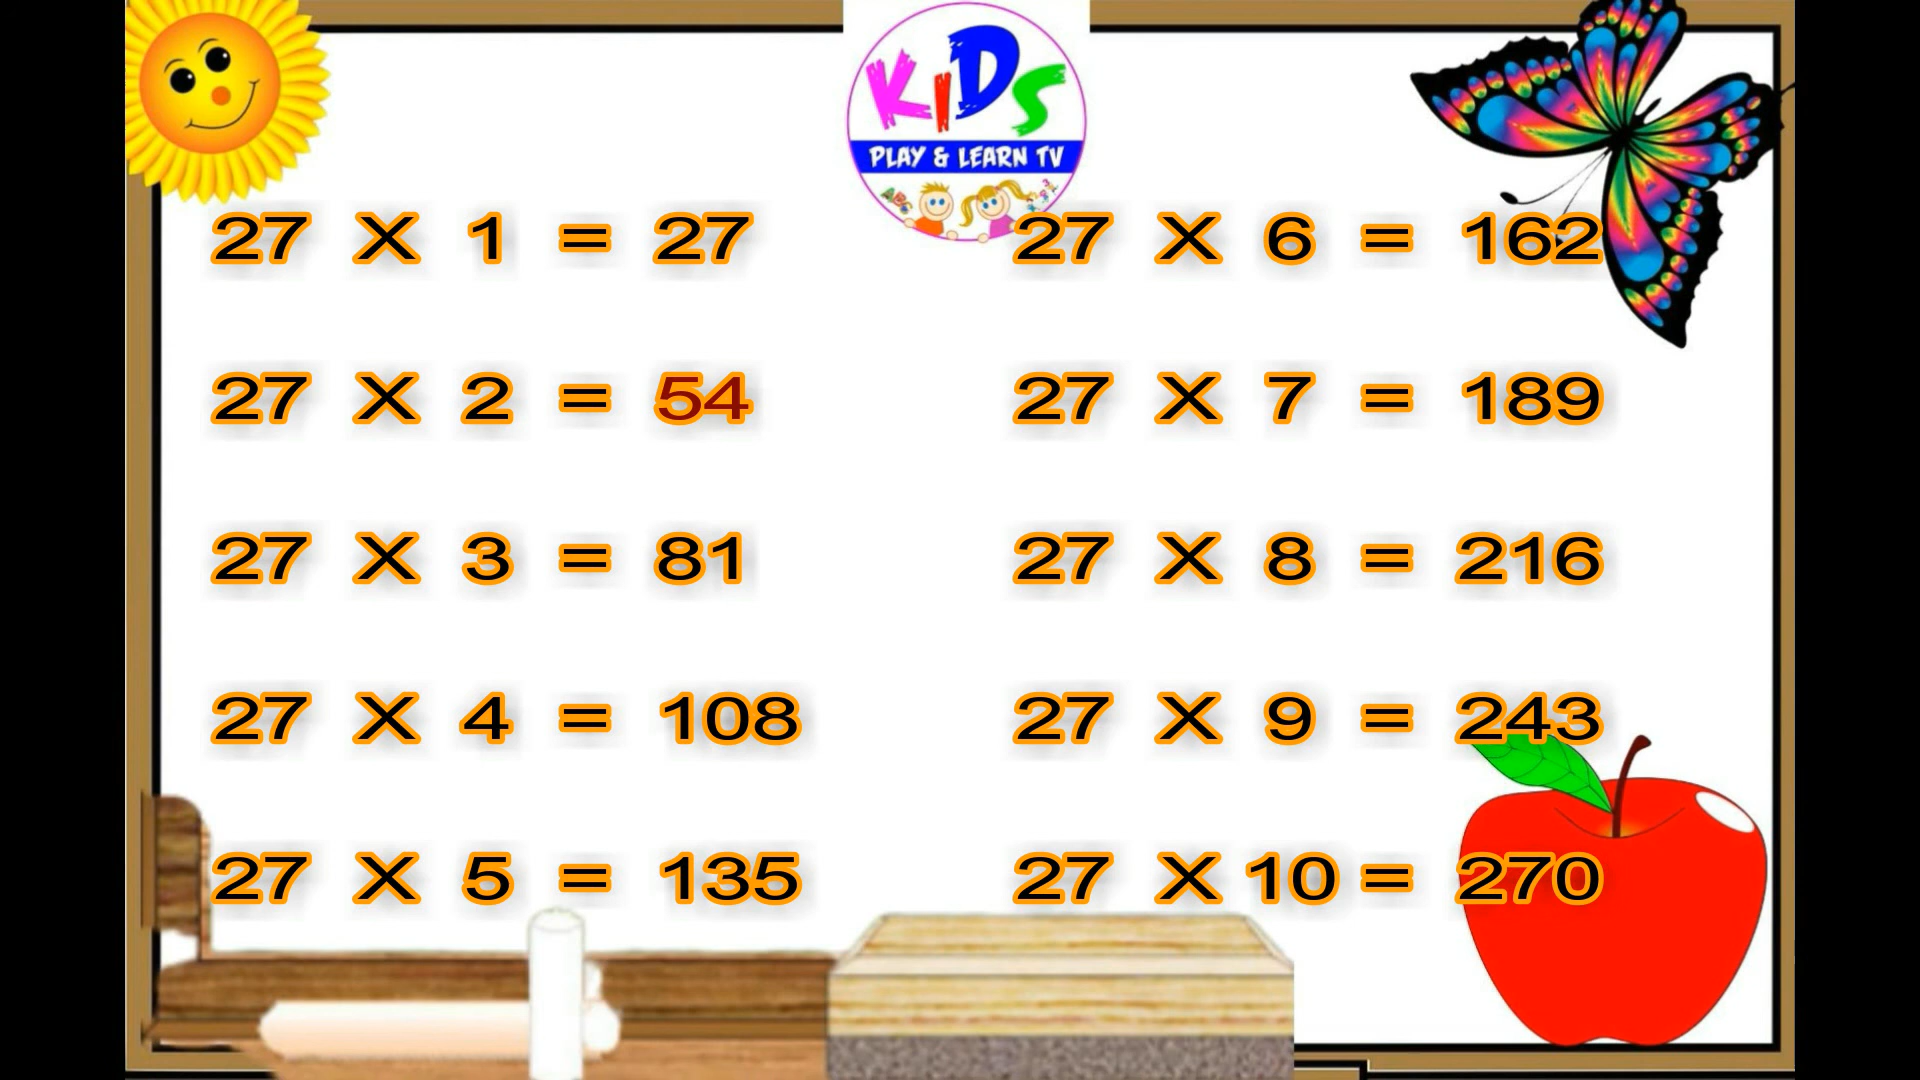 KiDS
PLAY & LEARN TV
27 X 1 = 27
27 X 2 = 54
27 X 3 = 81
27 X 4 = 108
27 X 5 = 135
27 X 6 = 162
27 X 7 = 189
27 X 8 = 216
27 X 9 = 243
27 X 10 = 270